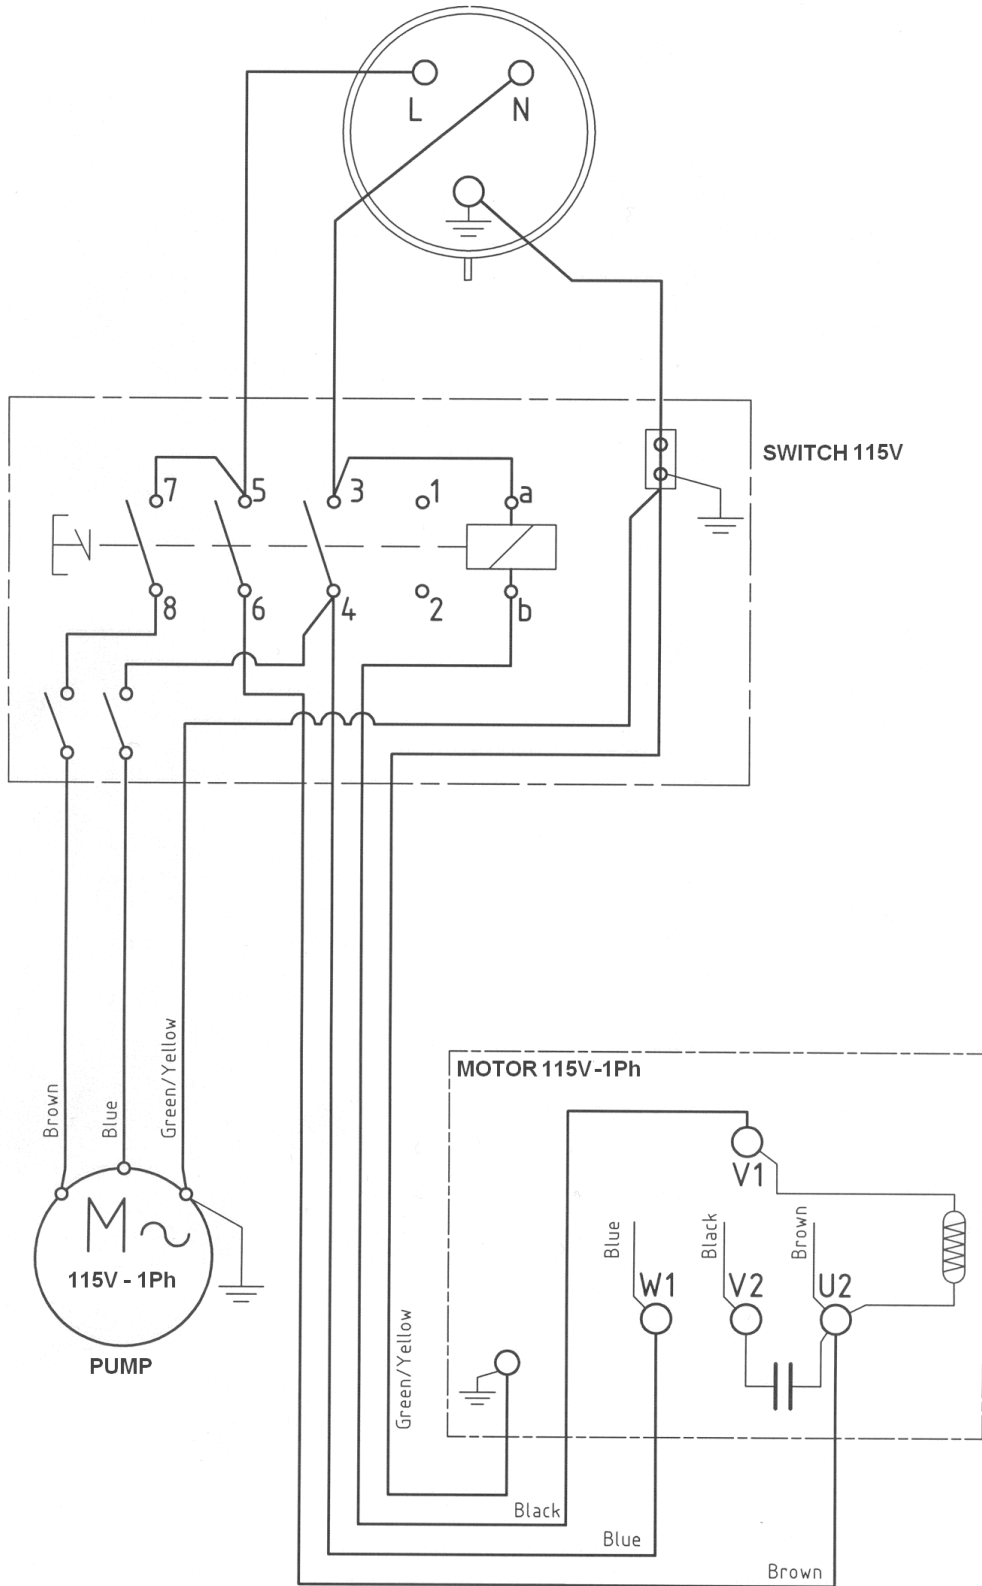 L N
SWITCH 115V
7 5 3 1 a
8 6 4 2 b
Brown
Blue
Green/Yellow
M
115V - 1Ph
PUMP
MOTOR 115V-1Ph
V1
Blue
Black
Brown
W1 V2 U2
Green/Yellow
Black
Blue
Brown